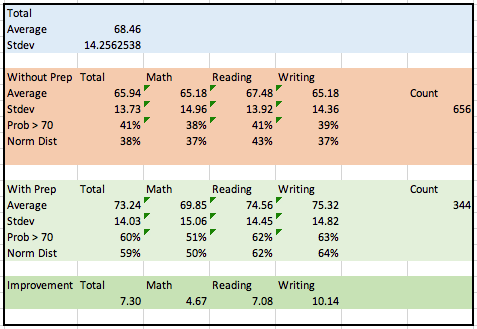 Total
Average 68.46
Stdev 14.2562538
Without Prep Total Math Reading Writing
Average 65.94 65.18 67.48 65.18 Count
Stdev 13.73 14.96 13.92 14.36 656
Prob > 70 41% 38% 41% 39%
Norm Dist 38% 37% 43% 37%
With Prep Total Math Reading Writing Count
Average 73.24 69.85 74.56 75.32 344
Stdev 14.03 15.06 14.45 14.82
Prob > 70 60% 51% 62% 63%
Norm Dist 59% 50% 62% 64%
Improvement Total Math Reading Writing
7.30 4.67 7.08 10.14